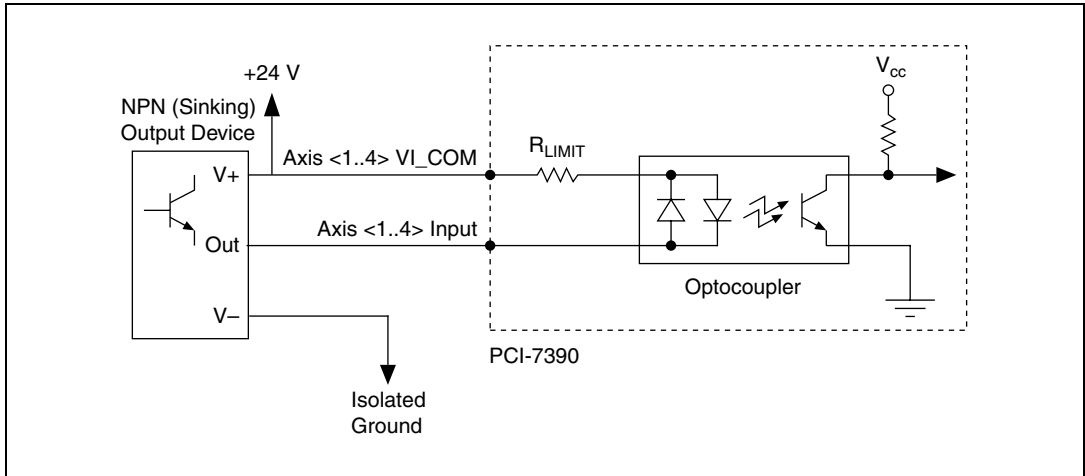 +24 V
NPN (Sinking)
Output Device
V+
Axis <1..4> VI_COM
R_LIMIT
V_cc
Out
Axis <1..4> Input
Optocoupler
V–
PCI-7390
Isolated
Ground